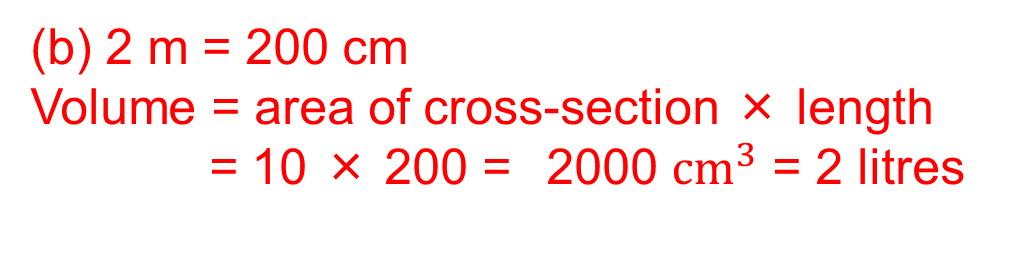 (b) 2 m = 200 cm
Volume = area of cross-section × length
= 10 × 200 = 2000 cm³ = 2 litres